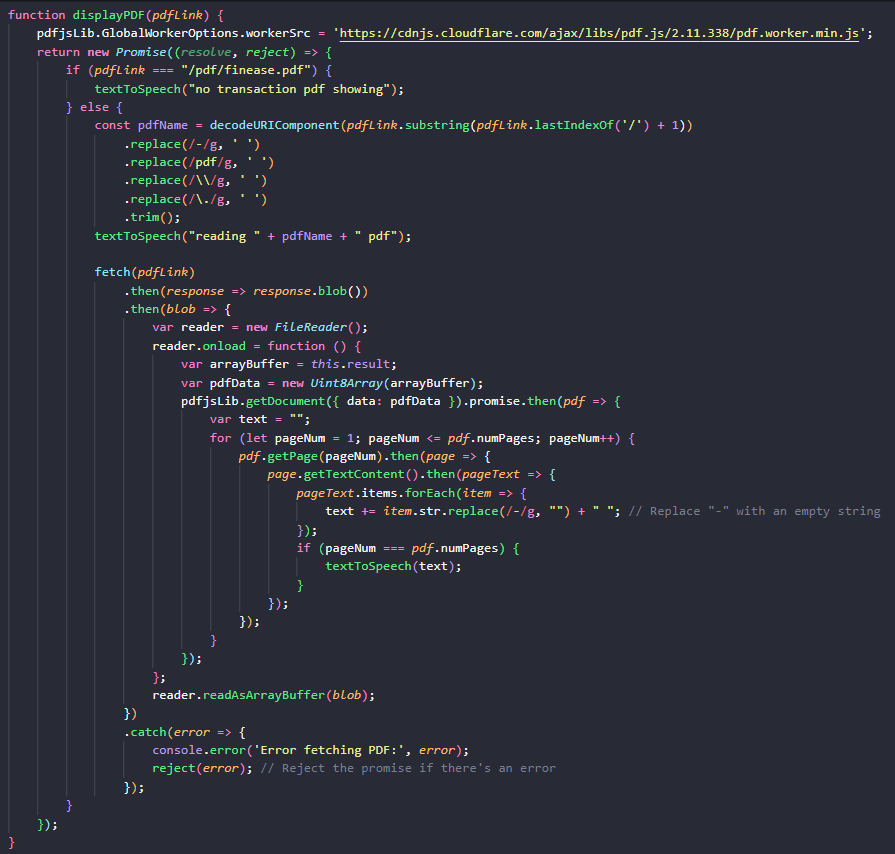 function displayPDF(pdfLink) {
    pdfjsLib.GlobalWorkerOptions.workerSrc = 'https://cdnjs.cloudflare.com/ajax/libs/pdf.js/2.11.338/pdf.worker.min.js';
    return new Promise((resolve, reject) => {
        if (pdfLink === "/pdf/finease.pdf") {
            textToSpeech("no transaction pdf showing");
        } else {
            const pdfName = decodeURIComponent(pdfLink.substring(pdfLink.lastIndexOf('/') + 1))
                .replace(/-/g, ' ')
                .replace(/pdf/g, ' ')
                .replace(/\\/g, ' ')
                .replace(/\./g, ' ')
                .trim();
            textToSpeech("reading " + pdfName + " pdf");

            fetch(pdfLink)
                .then(response => response.blob())
                .then(blob => {
                    var reader = new FileReader();
                    reader.onload = function () {
                        var arrayBuffer = this.result;
                        var pdfData = new Uint8Array(arrayBuffer);
                        pdfjsLib.getDocument({ data: pdfData }).promise.then(pdf => {
                            var text = "";
                            for (let pageNum = 1; pageNum <= pdf.numPages; pageNum++) {
                                pdf.getPage(pageNum).then(page => {
                                    page.getTextContent().then(pageText => {
                                        pageText.items.forEach(item => {
                                            text += item.str.replace(/-/g, "") + " "; // Replace "-" with an empty string
                                        });
                                        if (pageNum === pdf.numPages) {
                                            textToSpeech(text);
                                        }
                                    });
                                });
                            }
                        });
                    };
                    reader.readAsArrayBuffer(blob);
                })
                .catch(error => {
                    console.error('Error fetching PDF:', error);
                    reject(error); // Reject the promise if there's an error
                });
        }
    });
}